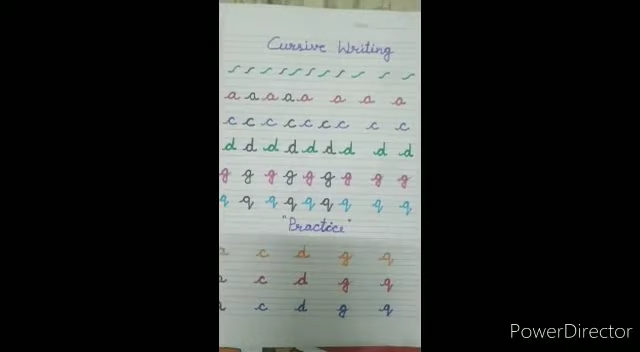 Cursive Writing
a a a a a a a a
c c c c c c c c c
d d d d d d d d d
g g g g g g g g g
q q q q q q q q q
"Practice"
a c d g q
a c d g q
a c d g q
PowerDirector